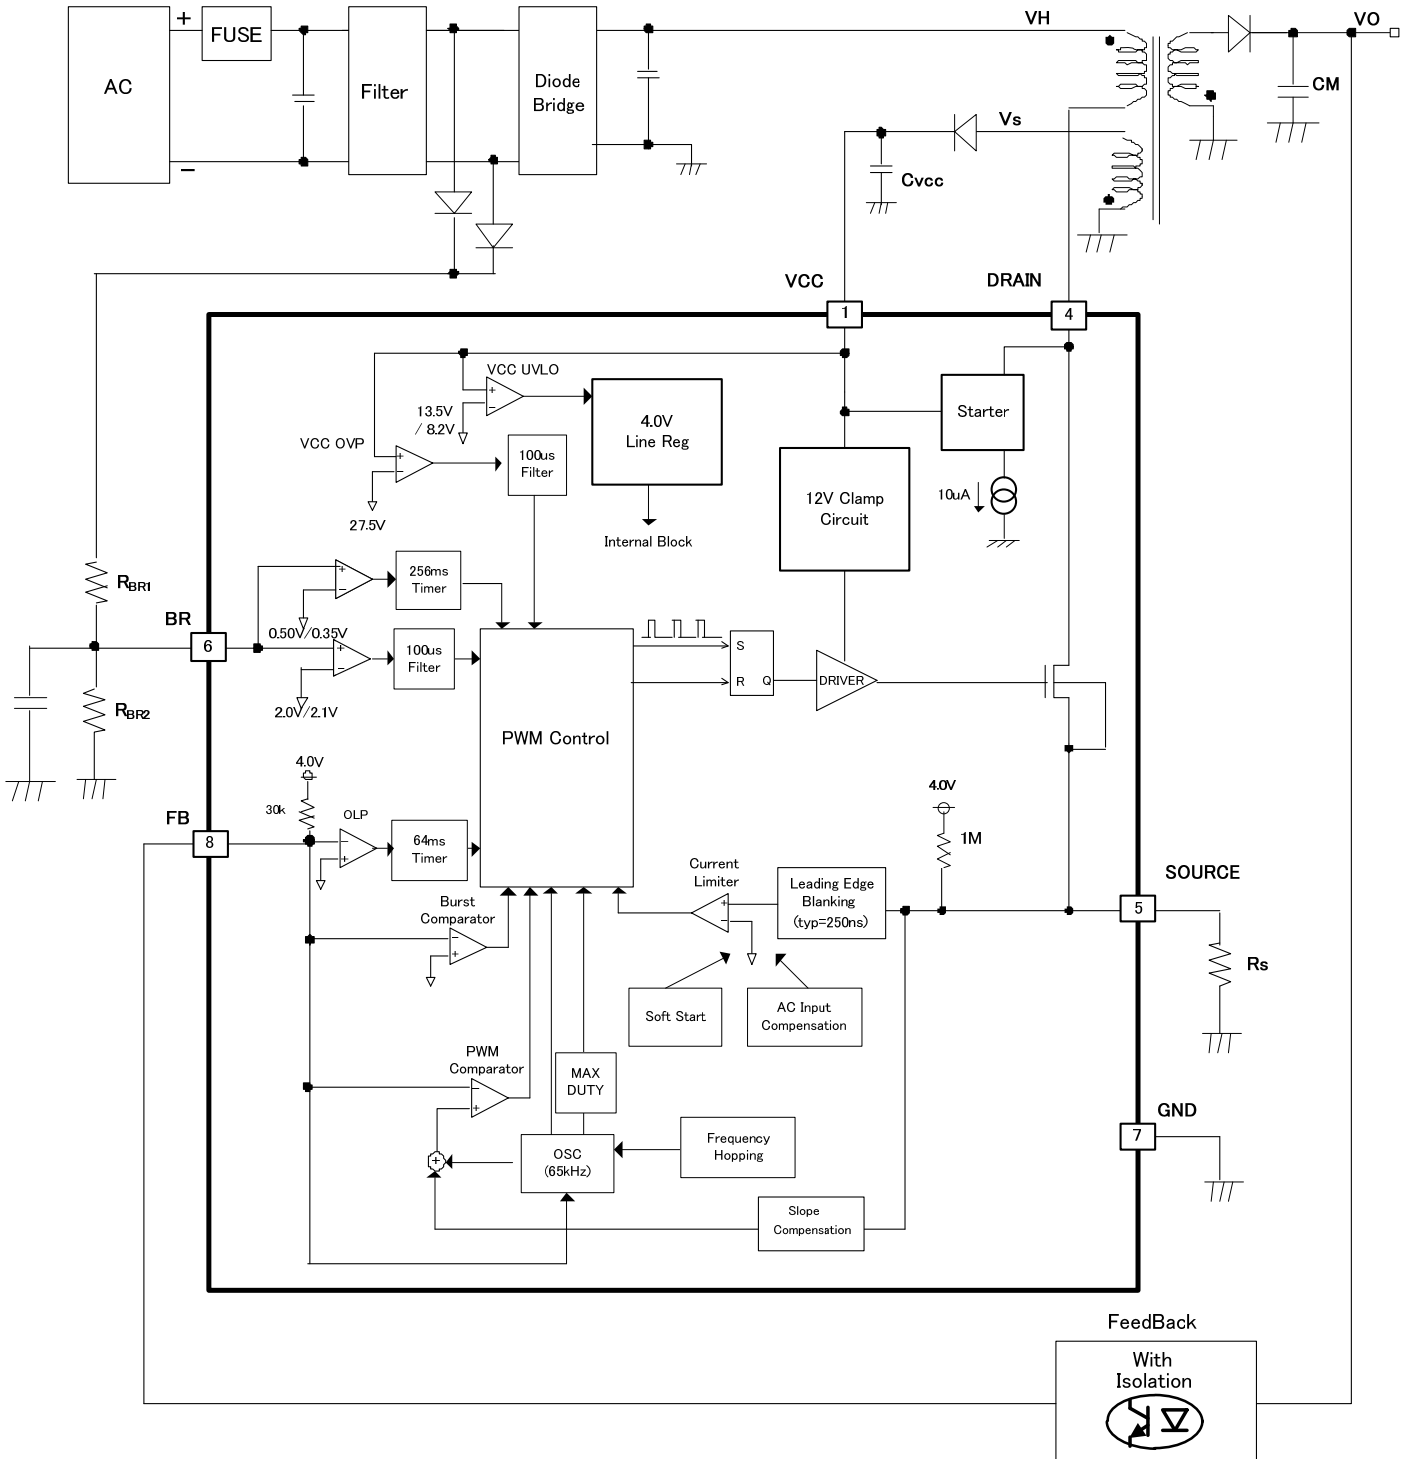 AC
+
−
FUSE
Filter
Diode
Bridge
VH
VO
CM
Vs
Cvcc
VCC
DRAIN
1
4
VCC UVLO
+
−
13.5V
/ 8.2V
4.0V
Line Reg
Starter
VCC OVP
+
−
100us
Filter
27.5V
Internal Block
12V Clamp
Circuit
10uA
RBR1
+
−
256ms
Timer
BR
6
0.50V/0.35V
+
−
100us
Filter
S
R
Q
DRIVER
RBR2
2.0V/2.1V
PWM Control
4.0V
30k
FB
8
OLP
−
+
64ms
Timer
4.0V
1M
Current
Limiter
+
−
Leading Edge
Blanking
(typ=250ns)
SOURCE
5
Burst
Comparator
−
+
Rs
Soft Start
AC Input
Compensation
PWM
Comparator
−
+
MAX
DUTY
GND
7
+
OSC
(65kHz)
Frequency
Hopping
Slope
Compensation
FeedBack
With
Isolation